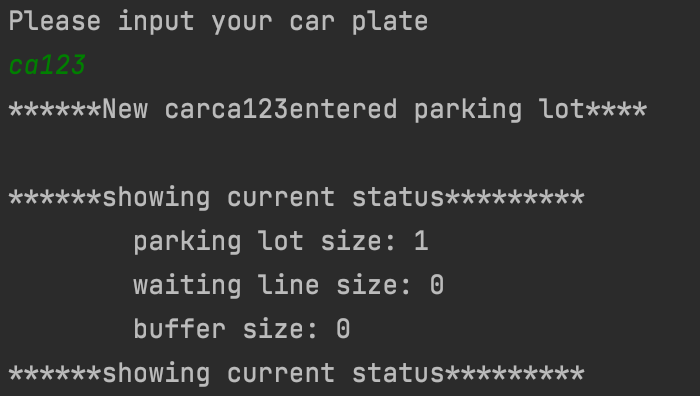 Please input your car plate
ca123
******New carca123entered parking lot****
******showing current status*********
parking lot size: 1
waiting line size: 0
buffer size: 0
******showing current status*********